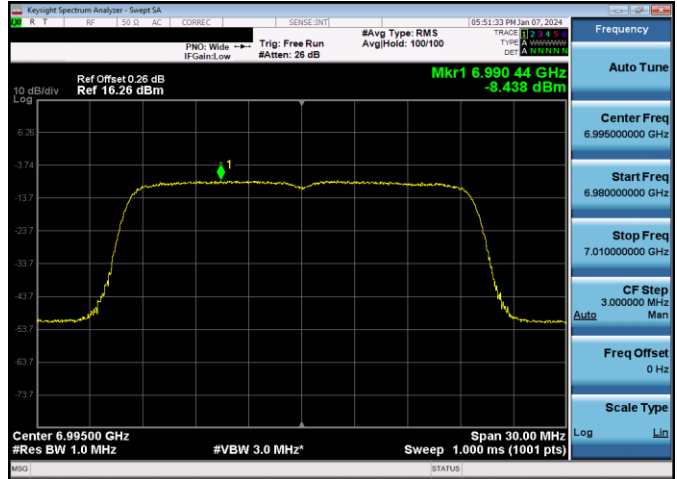 Keysight Spectrum Analyzer - Swept SA
R T RF 50 Ω AC CORREC SENSE:INT 05:51:33 PM Jan 07, 2024
PNO: Wide Trig: Free Run #Avg Type: RMS TRACE 1 2 3 4 5 6
IFGain:Low #Atten: 26 dB Avg|Hold: 100/100 TYPE A WWWWW
DET A N N N N N
Ref Offset 0.26 dB
10 dB/div Ref 16.26 dBm
Log
Mkr1 6.990 44 GHz
-8.438 dBm
6.26
-3.74
-13.7
-23.7
-33.7
-43.7
-53.7
-63.7
-73.7
1
Center 6.99500 GHz Span 30.00 MHz
#Res BW 1.0 MHz #VBW 3.0 MHz* Sweep 1.000 ms (1001 pts)
MSG STATUS
Frequency
Auto Tune
Center Freq
6.995000000 GHz
Start Freq
6.980000000 GHz
Stop Freq
7.010000000 GHz
CF Step
3.000000 MHz
Auto Man
Freq Offset
0 Hz
Scale Type
Log Lin